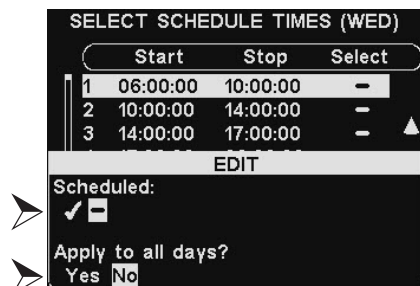 SELECT SCHEDULE TIMES (WED)
Start Stop Select
1 06:00:00 10:00:00 –
2 10:00:00 14:00:00 –
3 14:00:00 17:00:00 –
EDIT
Scheduled:
✓ –
Apply to all days?
Yes No